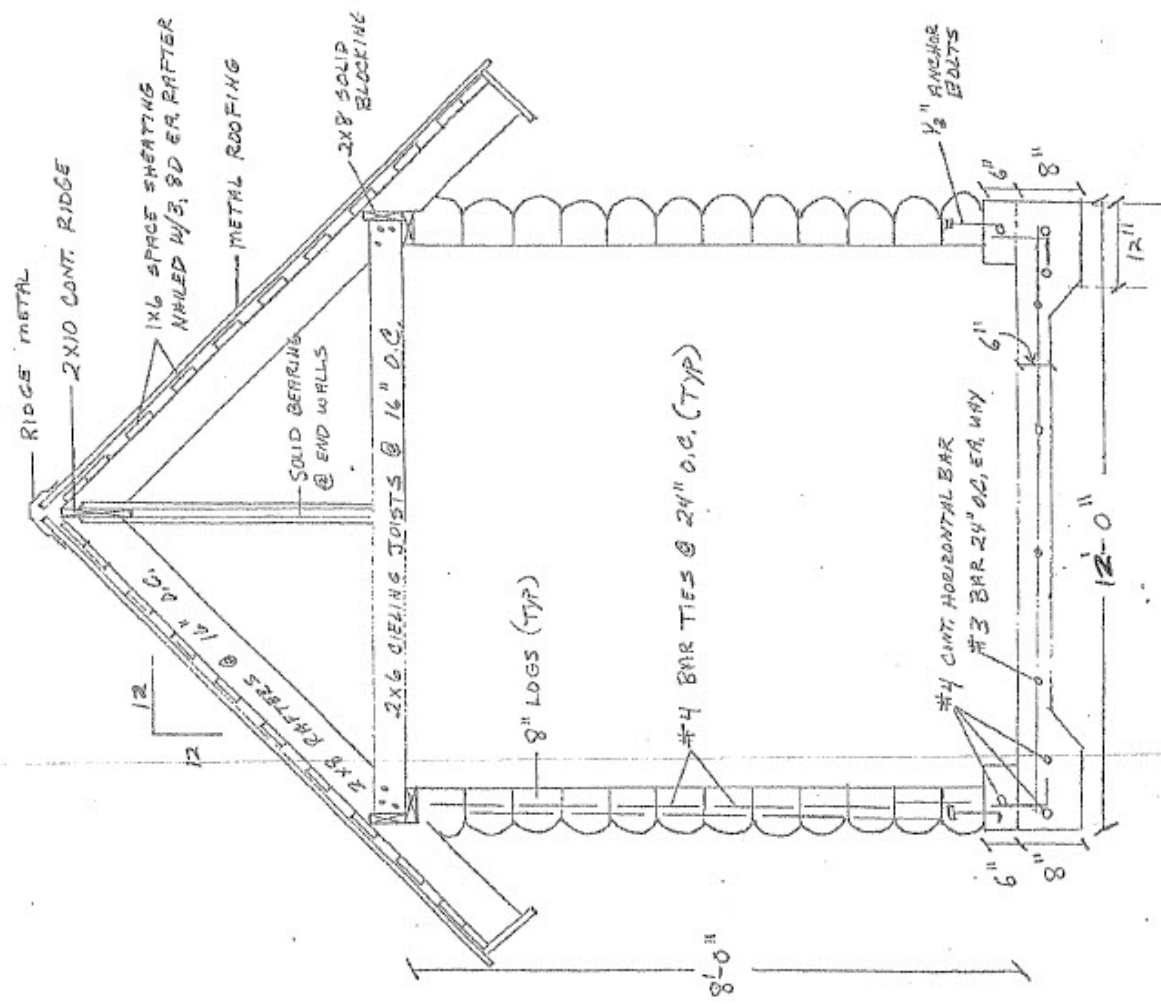 RIDGE METAL
2X10 CONT. RIDGE
1X6 SPACE SHEATING
NAILED W/3, 8D EA, RAFTER
METAL ROOFING
2X8 SOLID
BLOCKING
12
12
2X8 RAFTERS @ 16" O.C.
SOLID BEARING
@ END WALLS
2X6 CIELING JOISTS @ 16" O.C.
8" LOGS (TYP)
#4 BAR TIES @ 24" O.C. (TYP)
1/2" ANCHOR
BOLTS
8'-0"
6"
8"
6"
8"
12"
6"
#4 CONT. HORIZONTAL BAR
#3 BAR 24" O.C, EA, WAY
12'-0"